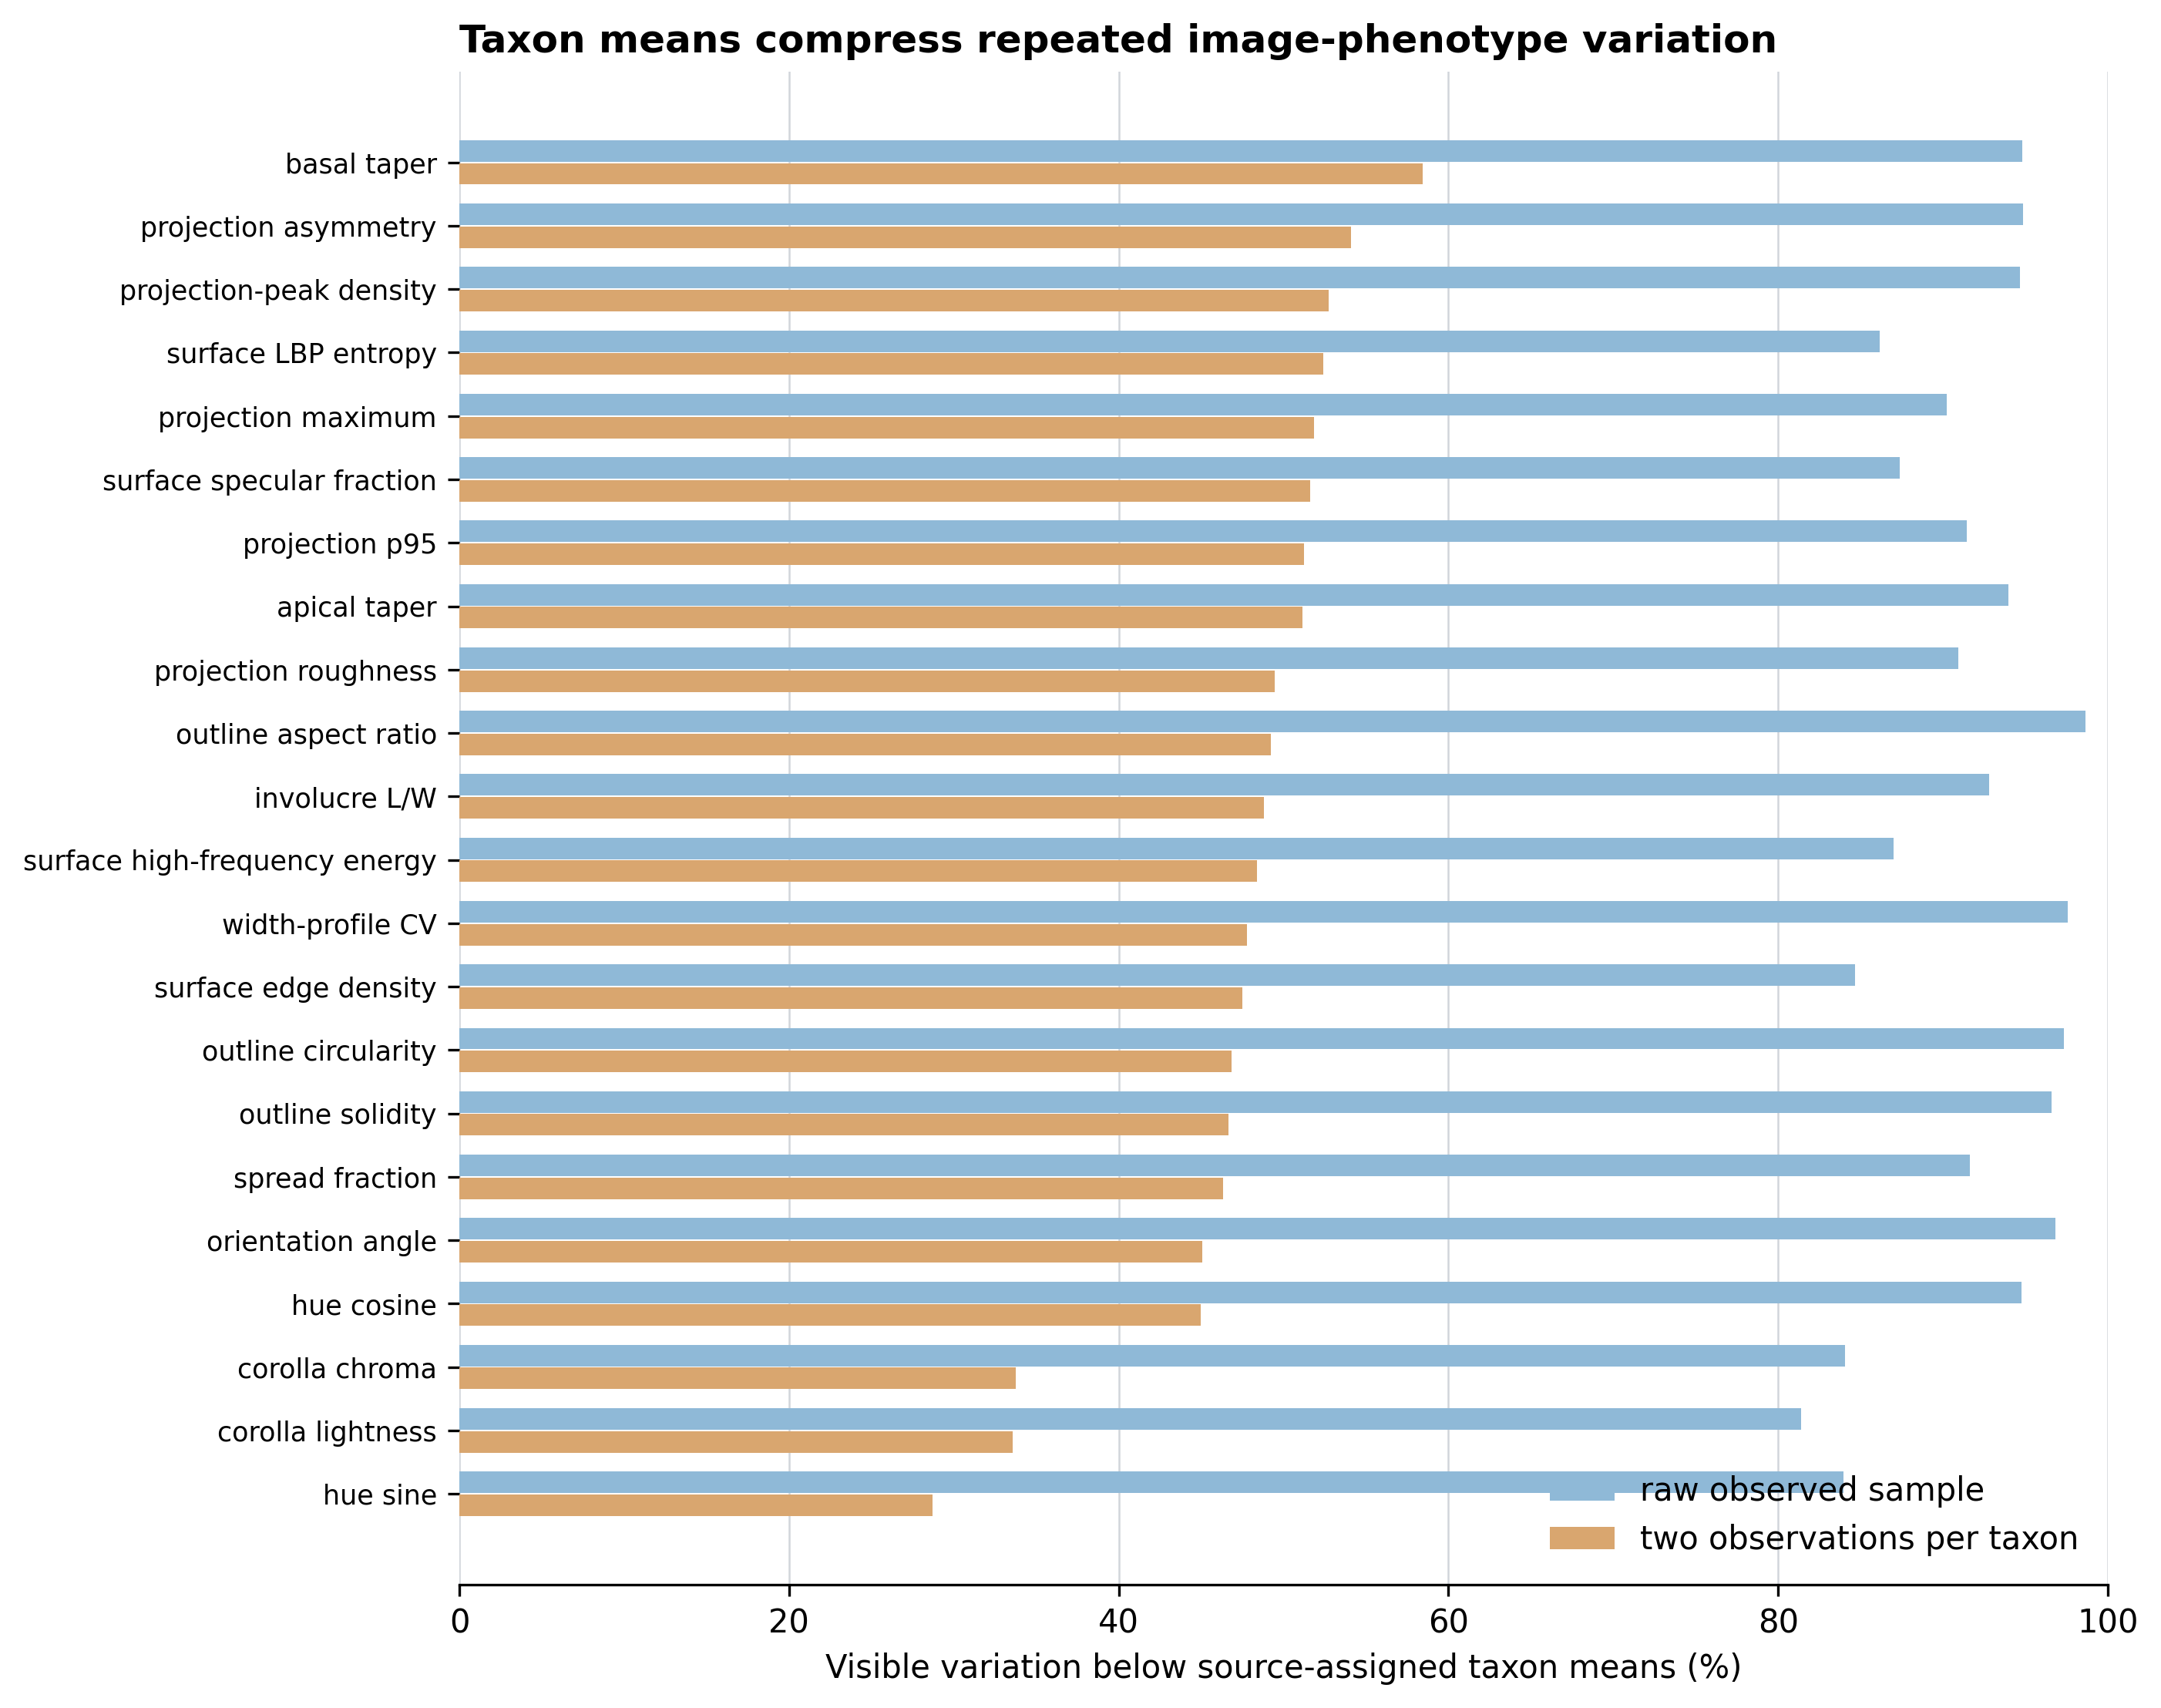 Taxon means compress repeated image-phenotype variation
basal taper
projection asymmetry
projection-peak density
surface LBP entropy
projection maximum
surface specular fraction
projection p95
apical taper
projection roughness
outline aspect ratio
involucre L/W
surface high-frequency energy
width-profile CV
surface edge density
outline circularity
outline solidity
spread fraction
orientation angle
hue cosine
corolla chroma
corolla lightness
hue sine
raw observed sample
two observations per taxon
0 20 40 60 80 100
Visible variation below source-assigned taxon means (%)